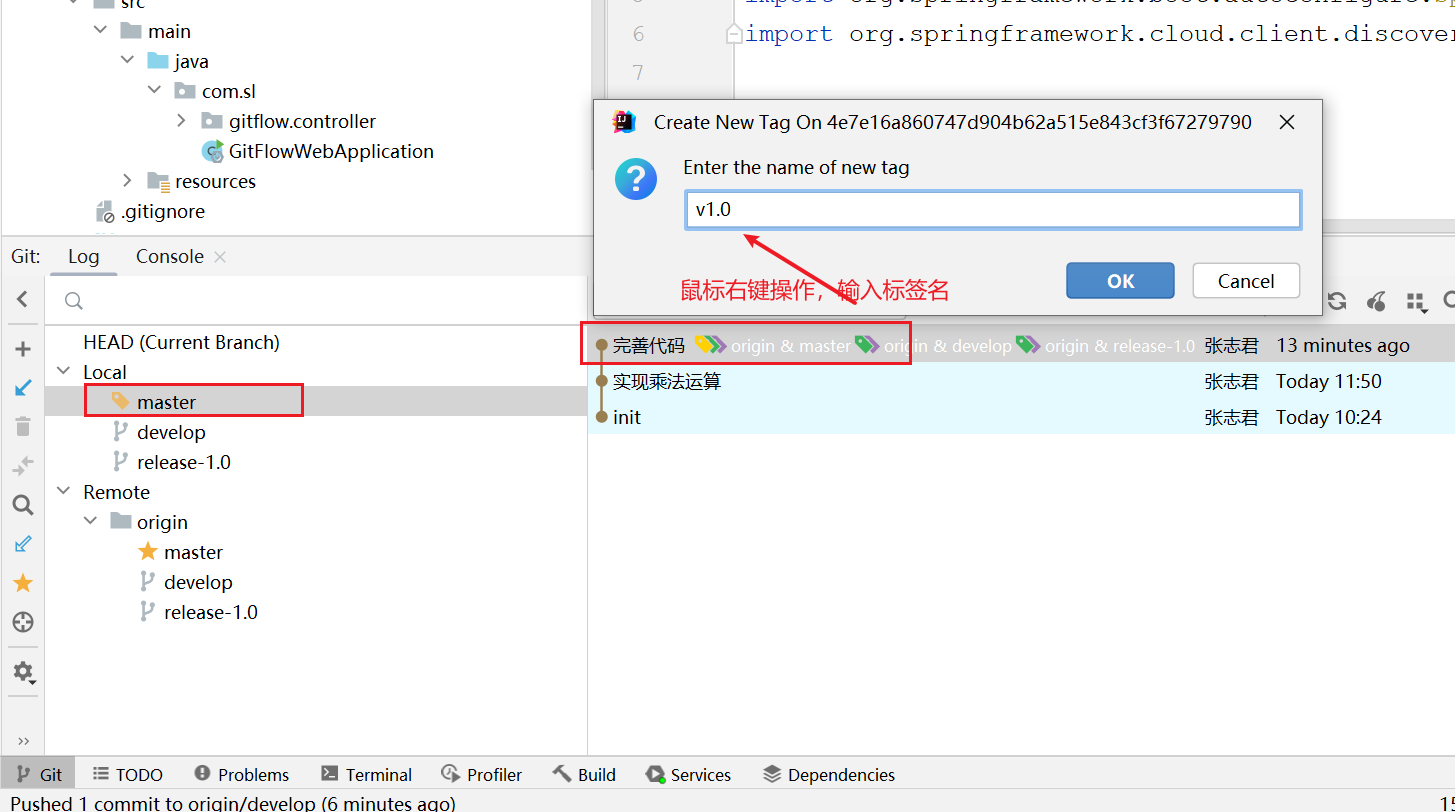 src
main
java
com.sl
gitflow.controller
GitFlowWebApplication
resources
.gitignore
6
import org.springframework.cloud.client.discover
7
Create New Tag On 4e7e16a860747d904b62a515e843cf3f67279790
Enter the name of new tag
v1.0
鼠标右键操作，输入标签名
OK
Cancel
Git:
Log
Console
HEAD (Current Branch)
Local
master
develop
release-1.0
Remote
origin
master
develop
release-1.0
完善代码 origin & master origin & develop origin & release-1.0 张志君 13 minutes ago
实现乘法运算 张志君 Today 11:50
init 张志君 Today 10:24
Git
TODO
Problems
Terminal
Profiler
Build
Services
Dependencies
Pushed 1 commit to origin/develop (6 minutes ago)